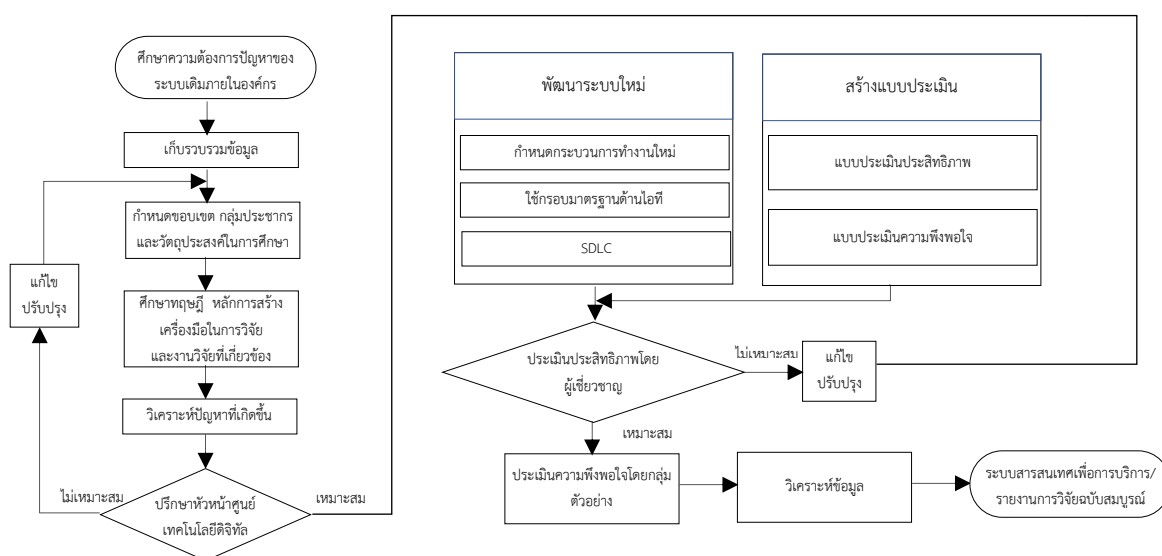 ศึกษาความต้องการปัญหาของ
ระบบเดิมภายในองค์กร
เก็บรวบรวมข้อมูล
กำหนดขอบเขต กลุ่มประชากร
และวัตถุประสงค์ในการศึกษา
แก้ไข
ปรับปรุง
ศึกษาทฤษฎี หลักการสร้าง
เครื่องมือในการวิจัย
และงานวิจัยที่เกี่ยวข้อง
วิเคราะห์ปัญหาที่เกิดขึ้น
ไม่เหมาะสม
ปรึกษาหัวหน้าศูนย์
เทคโนโลยีดิจิทัล
เหมาะสม
พัฒนาระบบใหม่
กำหนดกระบวนการทำงานใหม่
ใช้กรอบมาตรฐานด้านไอที
SDLC
สร้างแบบประเมิน
แบบประเมินประสิทธิภาพ
แบบประเมินความพึงพอใจ
ประเมินประสิทธิภาพโดย
ผู้เชี่ยวชาญ
ไม่เหมาะสม
แก้ไข
ปรับปรุง
เหมาะสม
ประเมินความพึงพอใจโดยกลุ่ม
ตัวอย่าง
วิเคราะห์ข้อมูล
ระบบสารสนเทศเพื่อการบริการ/
รายงานการวิจัยฉบับสมบูรณ์